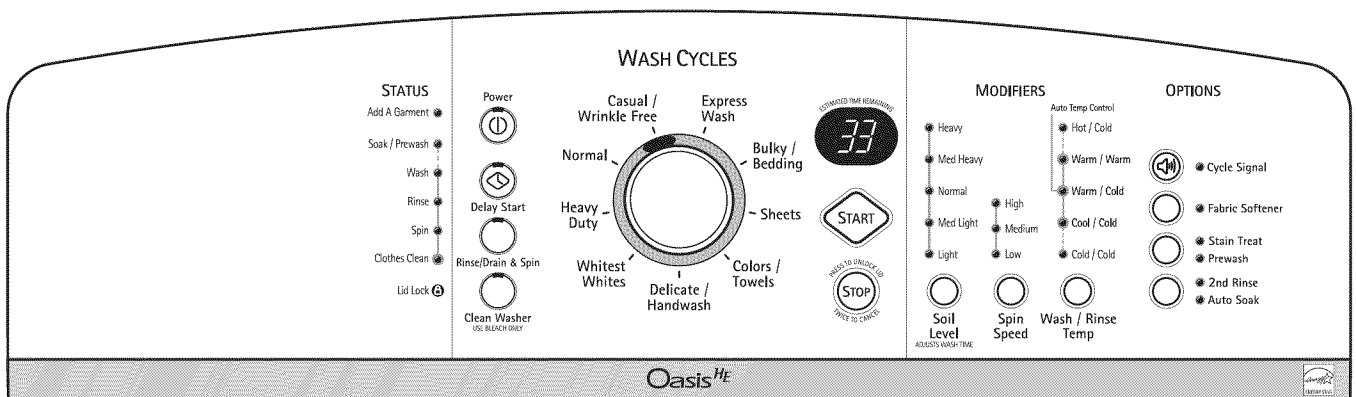 STATUS
Add A Garment
Soak / Prewash
Wash
Rinse
Spin
Clothes Clean
Lid Lock
WASH CYCLES
Power
Delay Start
Rinse/Drain & Spin
Clean Washer
USE BLEACH ONLY
Casual /
Wrinkle Free
Express
Wash
Normal
Bulky /
Bedding
Heavy
Duty
Sheets
Whitest
Whites
Colors /
Towels
Delicate /
Handwash
ESTIMATED TIME REMAINING
33
START
PRESS TO UNLOCK LID
STOP
TWICE TO CANCEL
MODIFIERS
Heavy
Med Heavy
Normal
Med Light
Light
Soil
Level
ADJUSTS WASH TIME
High
Medium
Low
Spin
Speed
Auto Temp Control
Hot / Cold
Warm / Warm
Warm / Cold
Cool / Cold
Cold / Cold
Wash / Rinse
Temp
OPTIONS
Cycle Signal
Fabric Softener
Stain Treat
Prewash
2nd Rinse
Auto Soak
Oasis HE
ENERGY STAR